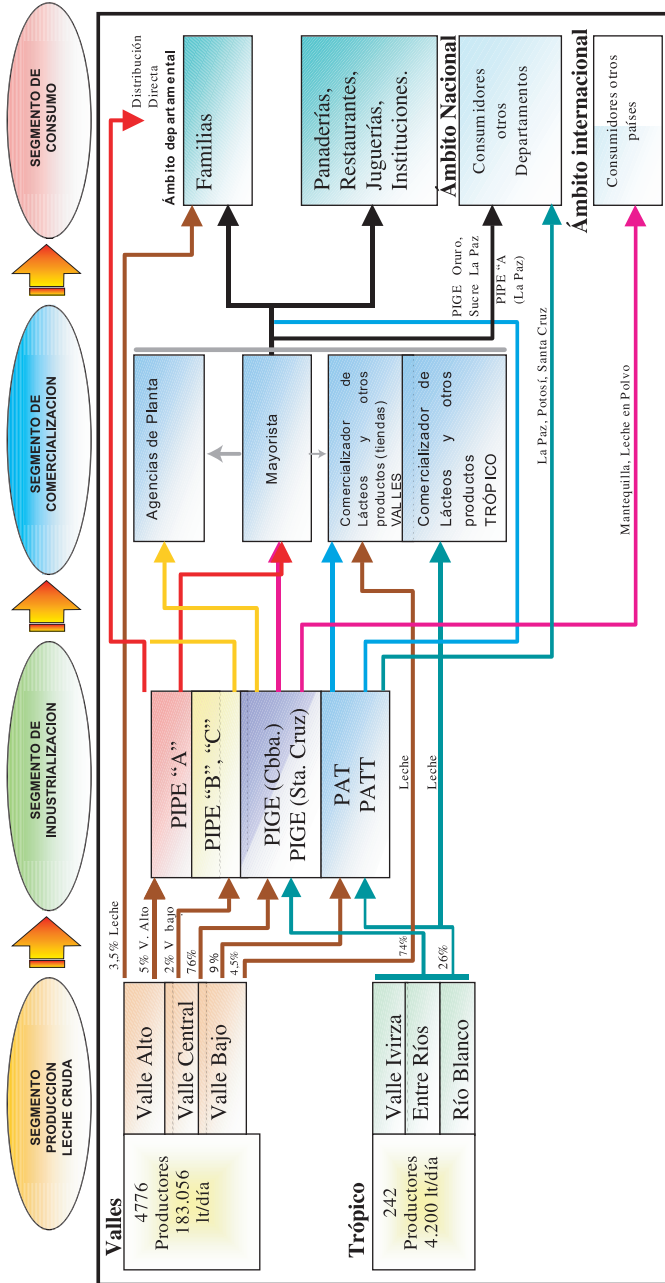 SEGMENTO
PRODUCCION
LECHE CRUDA
SEGMENTO DE
INDUSTRIALIZACION
SEGMENTO DE
COMERCIALIZACION
SEGMENTO DE
CONSUMO
Valles
4776
Productores
183.056
lt/día
Valle Alto
Valle Central
Valle Bajo
Trópico
242
Productores
4.200 lt/día
Valle Ivirza
Entre Ríos
Río Blanco
3,5% Leche
5% V. Alto
2% V. bajo
76%
9%
4,5%
74%
26%
PIPE “A”
PIPE “B”, “C”
PIGE (Cbba.)
PIGE (Sta. Cruz)
PAT
PATT
Leche
Leche
Agencias de Planta
Mayorista
Comercializador de
Lácteos y otros
productos (tiendas)
VALLES
Comercializador de
Lácteos y otros
productos
TRÓPICO
PIGE Oruro,
Sucre La Paz
PIPE “A
(La Paz)
La Paz, Potosí, Santa Cruz
Mantequilla, Leche en Polvo
Distribución
Directa
Ámbito departamental
Familias
Panaderías,
Restaurantes,
Juguerías,
Instituciones.
Ámbito Nacional
Consumidores
otros
Departamentos
Ámbito internacional
Consumidores otros
países